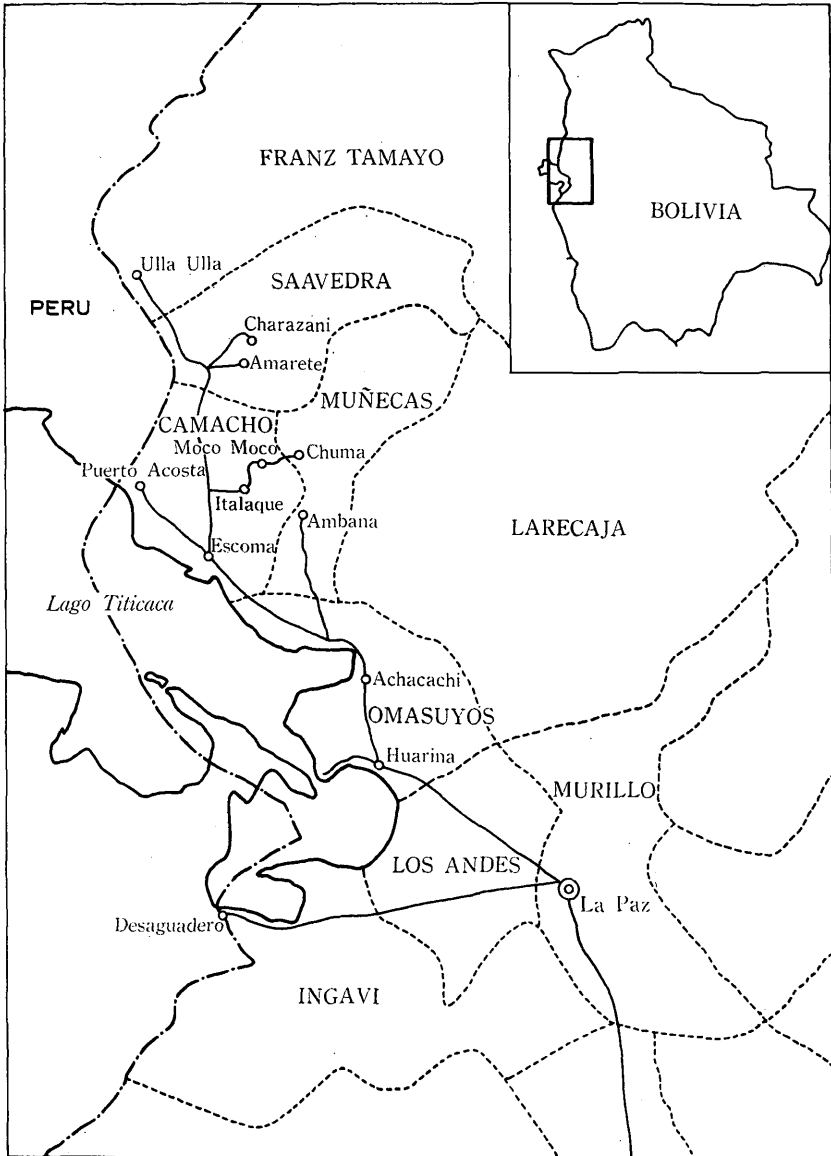 FRANZ TAMAYO
BOLIVIA
Ulla Ulla
SAAVEDRA
PERU
Charazani
Amarete
MUÑECAS
CAMACHO
Moco Moco
Chuma
Puerto Acosta
Italaque
Ambana
LARECAJA
Escoma
Lago Titicaca
Achacachi
OMASUYOS
Huarina
MURILLO
LOS ANDES
La Paz
Desaguadero
INGAVI